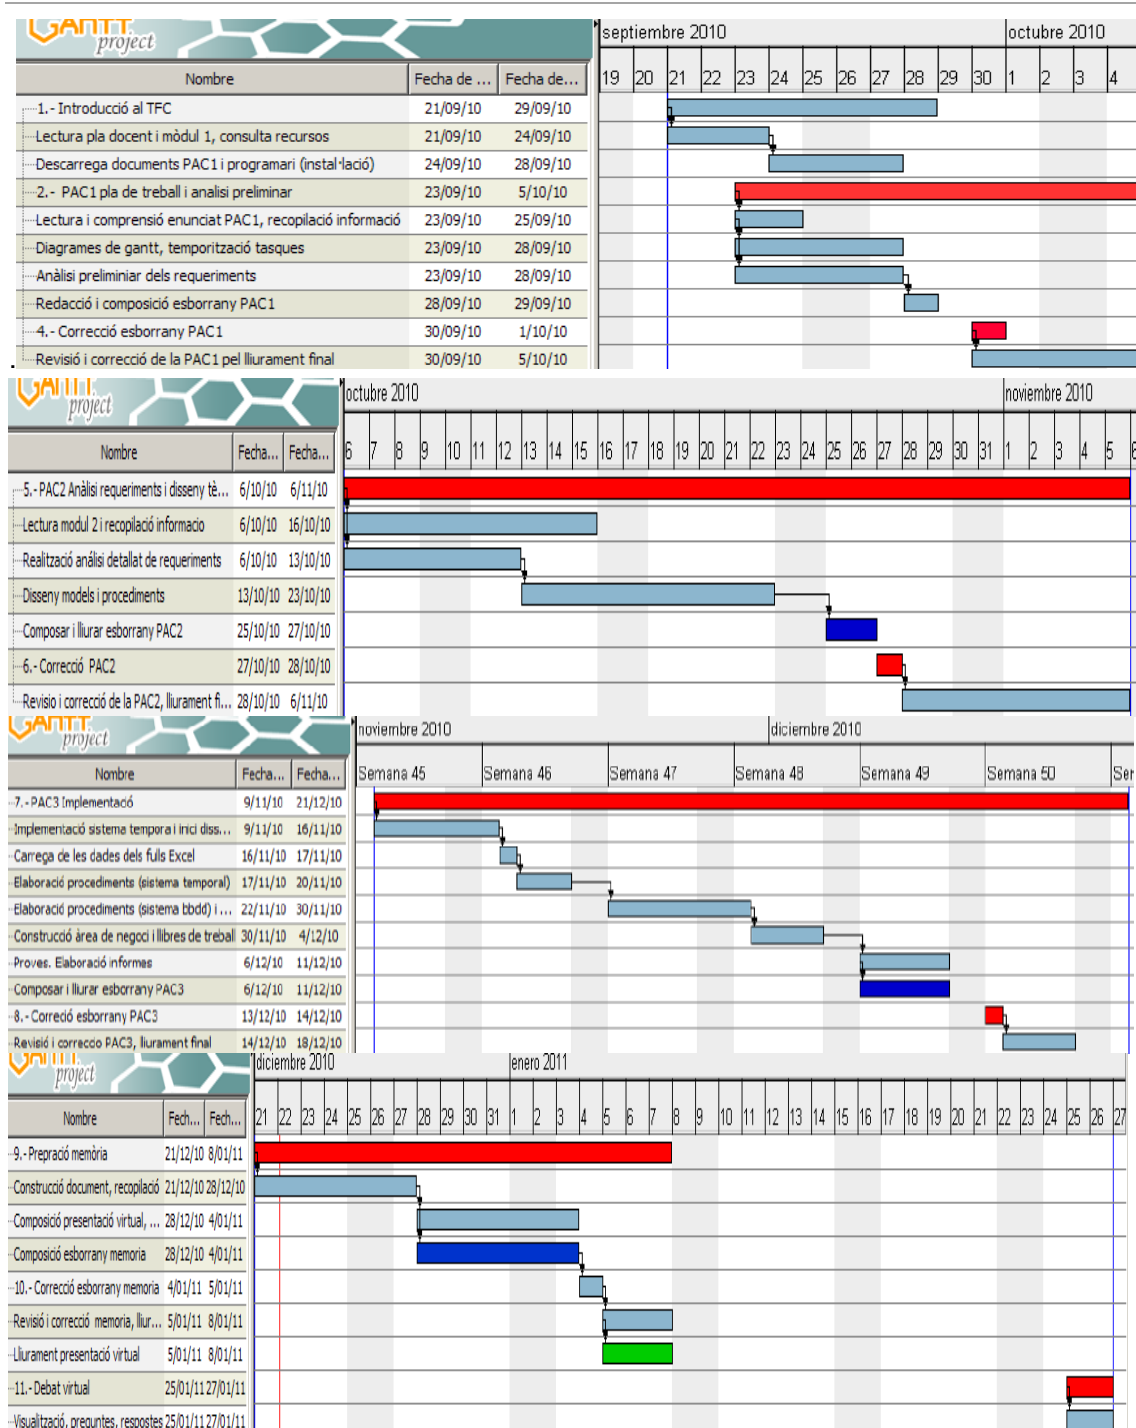 GANTT
project
septiembre 2010 octubre 2010
Nombre Fecha de ... Fecha de...
19 20 21 22 23 24 25 26 27 28 29 30 1 2 3 4
1.- Introducció al TFC 21/09/10 29/09/10
Lectura pla docent i mòdul 1, consulta recursos 21/09/10 24/09/10
Descarrega documents PAC1 i programari (instal·lació) 24/09/10 28/09/10
2.- PAC1 pla de treball i analisi preliminar 23/09/10 5/10/10
Lectura i comprensió enunciat PAC1, recopilació informació 23/09/10 25/09/10
Diagrames de gantt, temporització tasques 23/09/10 28/09/10
Anàlisi preliminiar dels requeriments 23/09/10 28/09/10
Redacció i composició esborrany PAC1 28/09/10 29/09/10
4.- Correcció esborrany PAC1 30/09/10 1/10/10
Revisió i correcció de la PAC1 pel lliurament final 30/09/10 5/10/10
.
GANTT
project
octubre 2010 noviembre 2010
Nombre Fecha... Fecha...
6 7 8 9 10 11 12 13 14 15 16 17 18 19 20 21 22 23 24 25 26 27 28 29 30 31 1 2 3 4 5 6
5.- PAC2 Anàlisi requeriments i disseny tè... 6/10/10 6/11/10
Lectura modul 2 i recopilació informacio 6/10/10 16/10/10
Realització análisi detallat de requeriments 6/10/10 13/10/10
Disseny models i procediments 13/10/10 23/10/10
Composar i lliurar esborrany PAC2 25/10/10 27/10/10
6.- Correcció PAC2 27/10/10 28/10/10
Revisio i correcció de la PAC2, lliurament fi... 28/10/10 6/11/10
GANTT
project
noviembre 2010 diciembre 2010
Nombre Fecha... Fecha...
Semana 45 Semana 46 Semana 47 Semana 48 Semana 49 Semana 50 Ser
7.- PAC3 Implementació 9/11/10 21/12/10
Implementació sistema tempora i inici diss... 9/11/10 16/11/10
Carrega de les dades dels fulls Excel 16/11/10 17/11/10
Elaboració procediments (sistema temporal) 17/11/10 20/11/10
Elaboració procediments (sistema bbdd) i ... 22/11/10 30/11/10
Construcció àrea de negoci i llibres de treball 30/11/10 4/12/10
Proves. Elaboració informes 6/12/10 11/12/10
Composar i lliurar esborrany PAC3 6/12/10 11/12/10
8.- Correció esborrany PAC3 13/12/10 14/12/10
Revisió i correccio PAC3, lliurament final 14/12/10 18/12/10
GANTT
project
diciembre 2010 enero 2011
Nombre Fech... Fech...
21 22 23 24 25 26 27 28 29 30 31 1 2 3 4 5 6 7 8 9 10 11 12 13 14 15 16 17 18 19 20 21 22 23 24 25 26 27
9.- Prepració memòria 21/12/10 8/01/11
Construcció document, recopilació 21/12/10 28/12/10
Composició presentació virtual, ... 28/12/10 4/01/11
Composició esborrany memoria 28/12/10 4/01/11
10.- Correcció esborrany memoria 4/01/11 5/01/11
Revisió i correcció memoria, lliur... 5/01/11 8/01/11
Lliurament presentació virtual 5/01/11 8/01/11
11.- Debat virtual 25/01/11 27/01/11
Visualització, preguntes, respostes 25/01/11 27/01/11